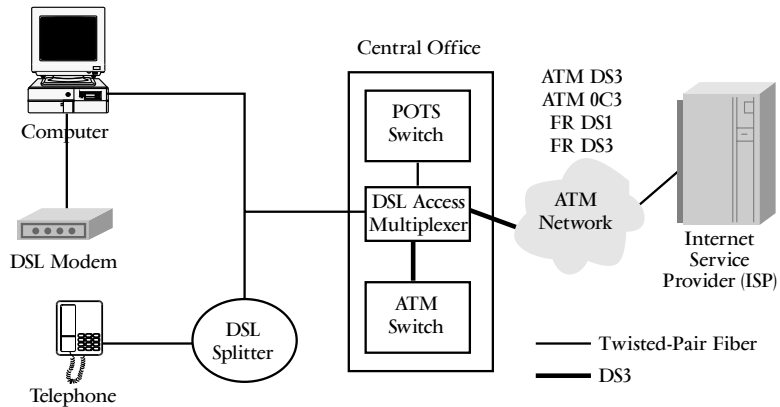 Central Office
Computer
DSL Modem
Telephone
DSL
Splitter
POTS
Switch
DSL Access
Multiplexer
ATM
Switch
ATM DS3
ATM 0C3
FR DS1
FR DS3
ATM
Network
Internet
Service
Provider (ISP)
Twisted-Pair Fiber
DS3